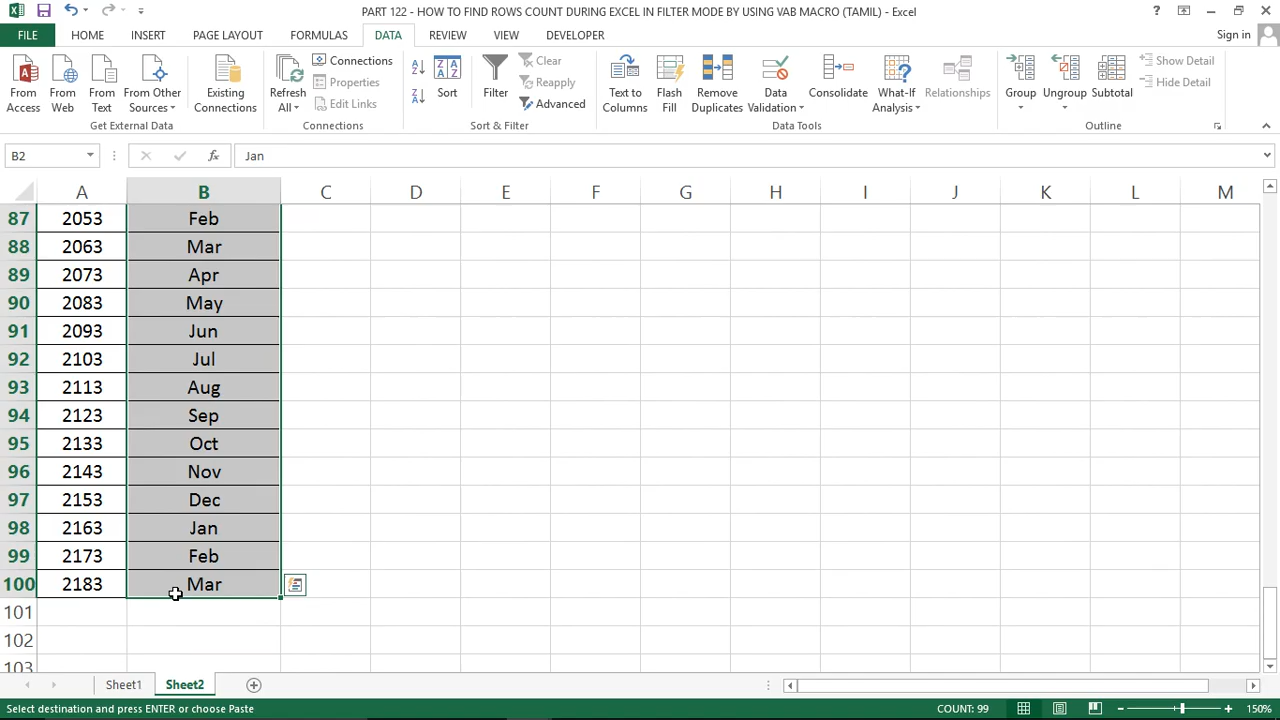 PART 122 - HOW TO FIND ROWS COUNT DURING EXCEL IN FILTER MODE BY USING VAB MACRO (TAMIL) - Excel
FILE HOME INSERT PAGE LAYOUT FORMULAS DATA REVIEW VIEW DEVELOPER Sign in
From Access
From Web
From Text
From Other Sources
Existing Connections
Get External Data
Refresh All
Connections
Properties
Edit Links
Connections
Sort
Filter
Clear
Reapply
Advanced
Sort & Filter
Text to Columns
Flash Fill
Remove Duplicates
Data Validation
Consolidate
What-If Analysis
Relationships
Data Tools
Group
Ungroup
Subtotal
Show Detail
Hide Detail
Outline
B2 fx Jan
A B C D E F G H I J K L M
87 2053 Feb
88 2063 Mar
89 2073 Apr
90 2083 May
91 2093 Jun
92 2103 Jul
93 2113 Aug
94 2123 Sep
95 2133 Oct
96 2143 Nov
97 2153 Dec
98 2163 Jan
99 2173 Feb
100 2183 Mar
101
102
103
Sheet1 Sheet2
Select destination and press ENTER or choose Paste COUNT: 99 150%